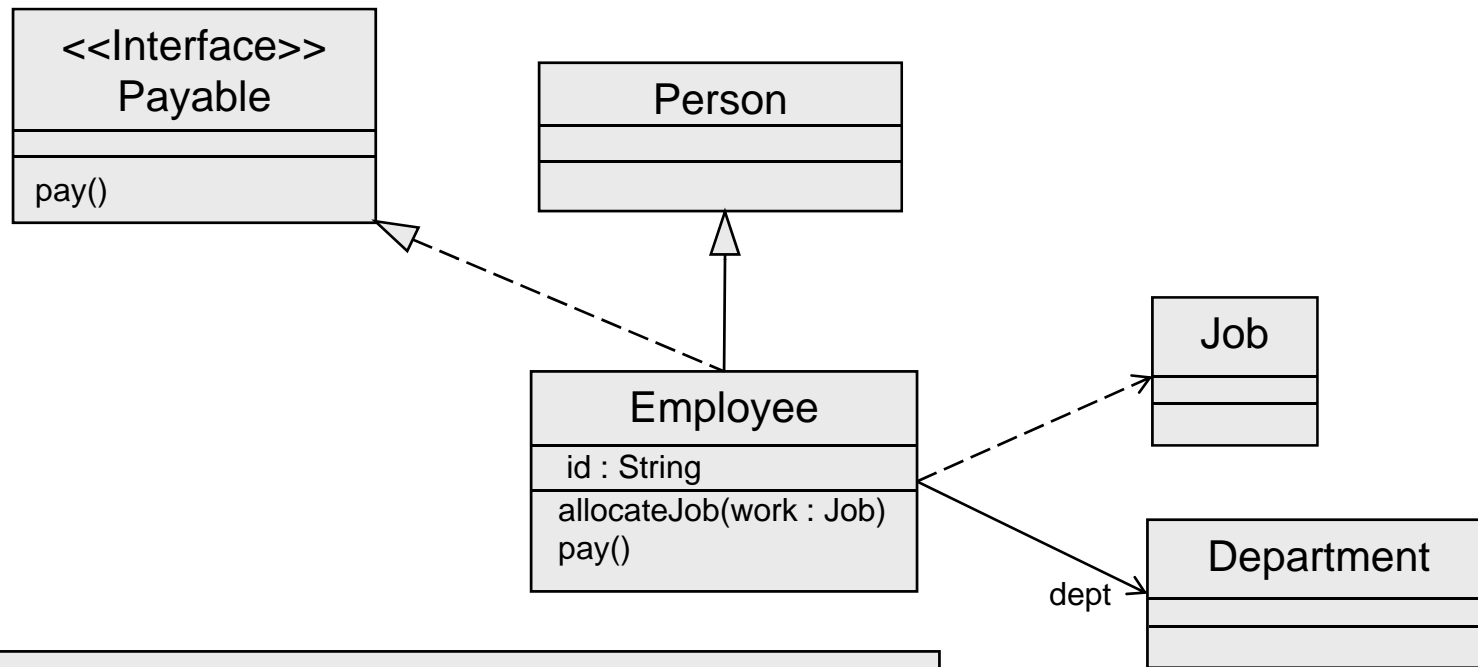 <<Interface>>
Payable
pay()
Person
Employee
id : String
allocateJob(work : Job)
pay()
Job
dept
Department